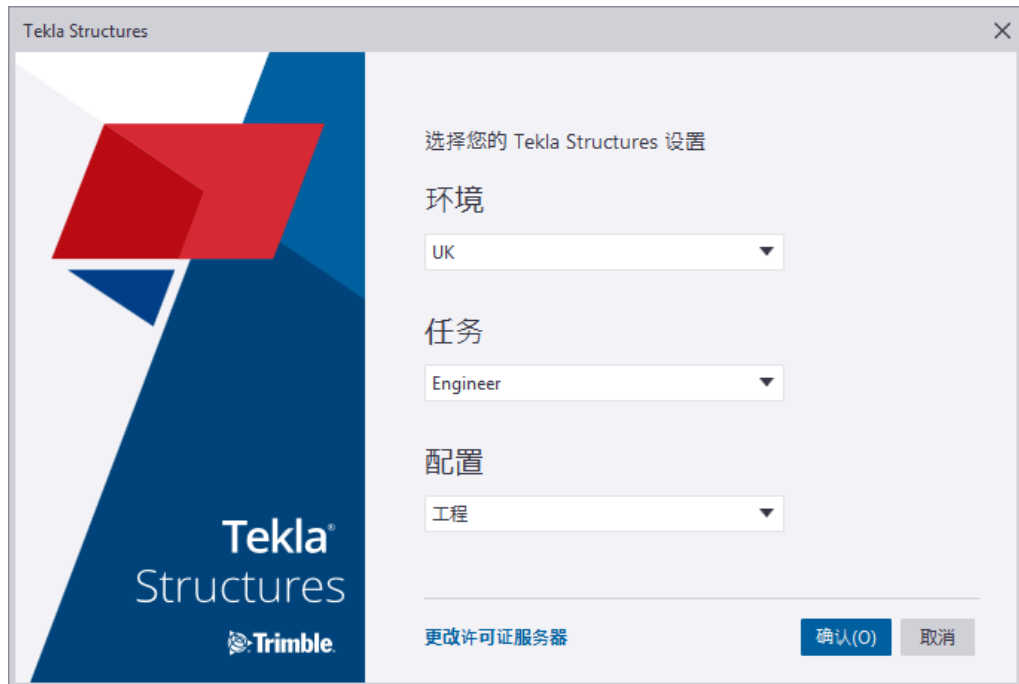 Tekla Structures
选择您的 Tekla Structures 设置
环境
UK
任务
Engineer
配置
工程
Tekla®
Structures
Trimble.
更改许可证服务器
确认(O)
取消